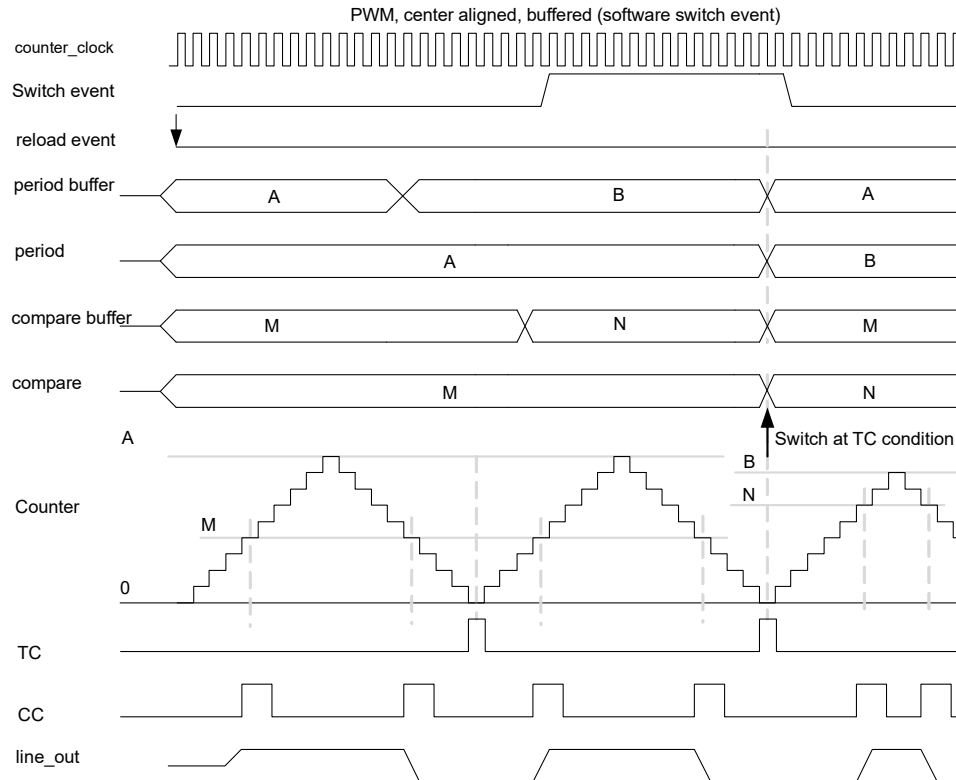 PWM, center aligned, buffered (software switch event)
counter_clock
Switch event
reload event
period buffer
A
B
A
period
A
B
compare buffer
M
N
M
compare
M
N
Switch at TC condition
A
B
N
Counter
M
0
TC
CC
line_out